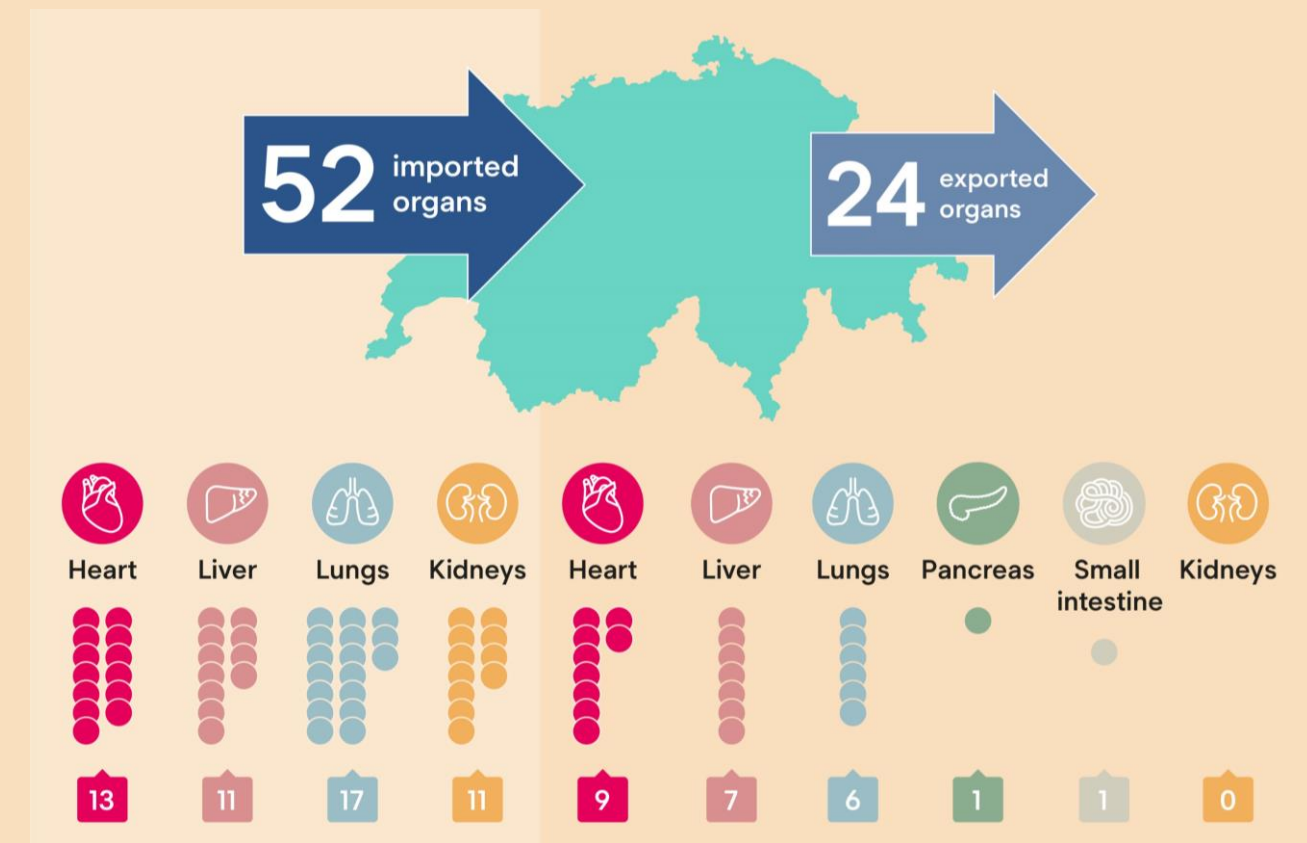 52 imported
organs
24 exported
organs
Heart
Liver
Lungs
Kidneys
Heart
Liver
Lungs
Pancreas
Small
intestine
Kidneys
13
11
17
11
9
7
6
1
1
0